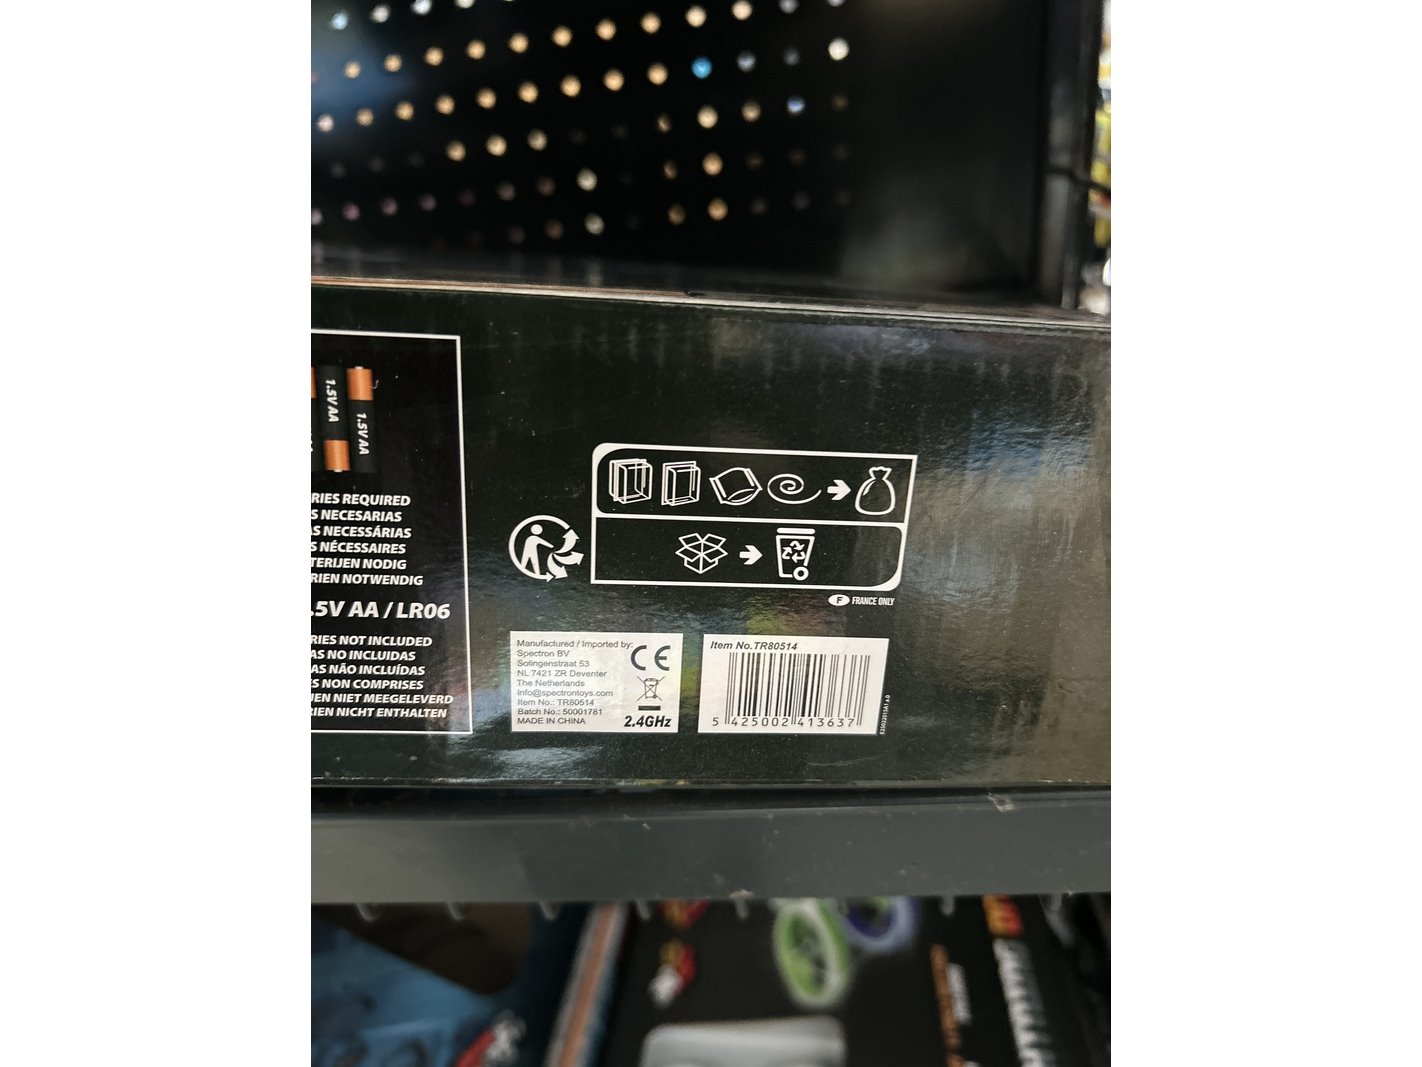 1.5V AA
1.5V AA
RIES REQUIRED
S NECESARIAS
AS NECESSÁRIAS
S NÉCESSAIRES
TERIJEN NODIG
RIEN NOTWENDIG
.5V AA / LR06
RIES NOT INCLUDED
AS NO INCLUIDAS
AS NÃO INCLUÍDAS
ES NON COMPRISES
JEN NIET MEEGELEVERD
RIEN NICHT ENTHALTEN
F FRANCE ONLY
Manufactured / Imported by:
Spectron BV
Solingenstraat 53
NL 7421 ZR Deventer
The Netherlands
info@spectrontoys.com
Item No.: TR80514
Batch No.: 50001781
MADE IN CHINA
CE
2.4GHz
Item No.TR80514
5 425002 413637